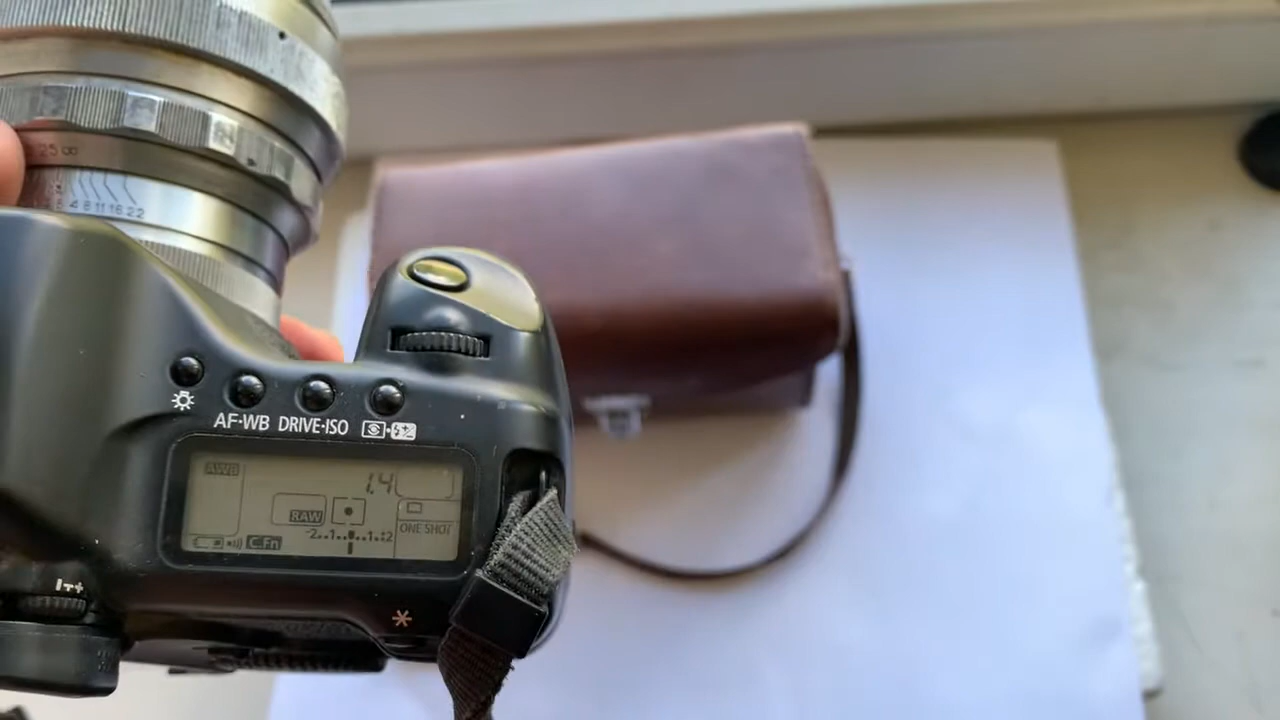 25 ∞
4 8 11 16 22
AF·WB DRIVE·ISO
AWB
1.4
RAW
ONE SHOT
-2..1..▪..1..:2
C.Fn